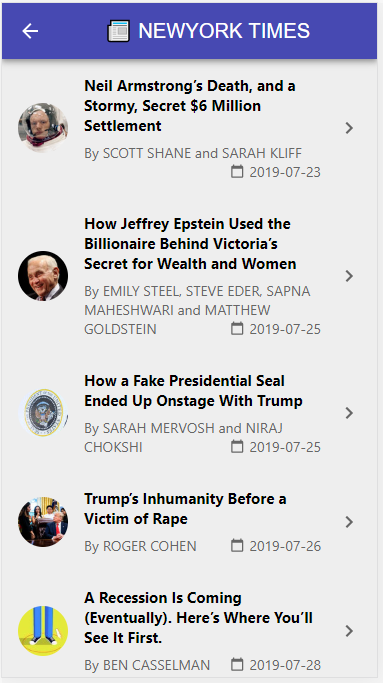 NEWYORK TIMES
Neil Armstrong’s Death, and a
Stormy, Secret $6 Million
Settlement
By SCOTT SHANE and SARAH KLIFF
2019-07-23
How Jeffrey Epstein Used the
Billionaire Behind Victoria’s
Secret for Wealth and Women
By EMILY STEEL, STEVE EDER, SAPNA
MAHESHWARI and MATTHEW
GOLDSTEIN 2019-07-25
How a Fake Presidential Seal
Ended Up Onstage With Trump
By SARAH MERVOSH and NIRAJ
CHOKSHI 2019-07-25
Trump’s Inhumanity Before a
Victim of Rape
By ROGER COHEN 2019-07-26
A Recession Is Coming
(Eventually). Here’s Where You’ll
See It First.
By BEN CASSELMAN 2019-07-28